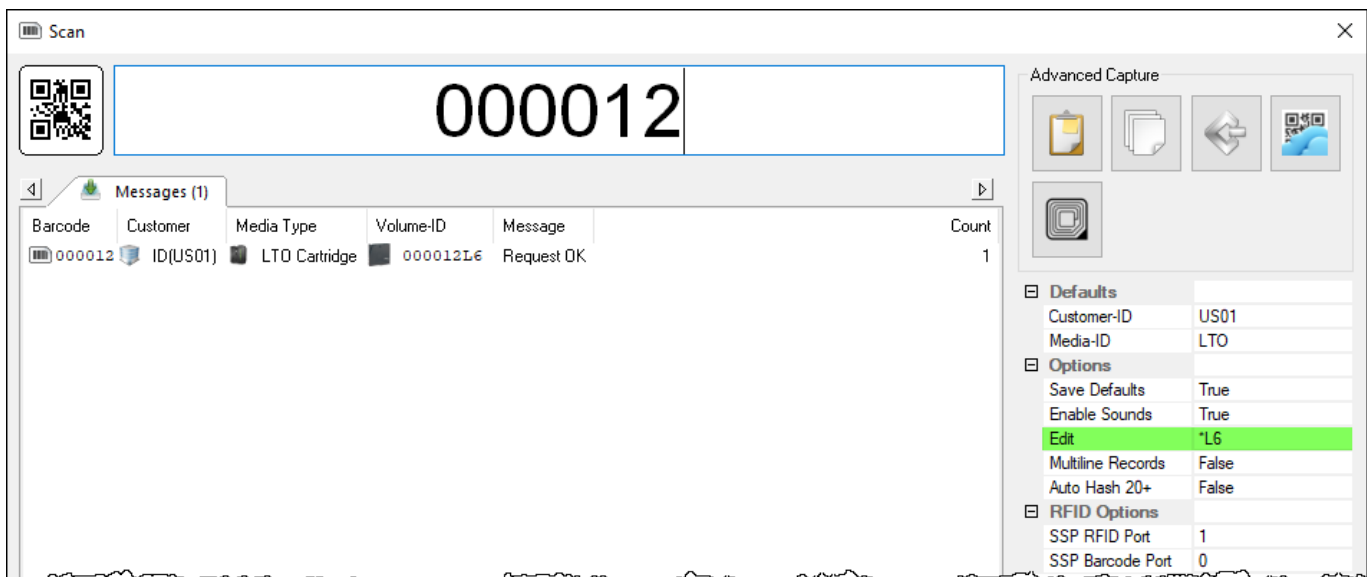 Scan
000012
Advanced Capture
Messages (1)
Barcode Customer Media Type Volume-ID Message Count
000012 ID(US01) LTO Cartridge 000012L6 Request OK 1
Defaults
Customer-ID US01
Media-ID LTO
Options
Save Defaults True
Enable Sounds True
Edit *L6
Multiline Records False
Auto Hash 20+ False
RFID Options
SSP RFID Port 1
SSP Barcode Port 0